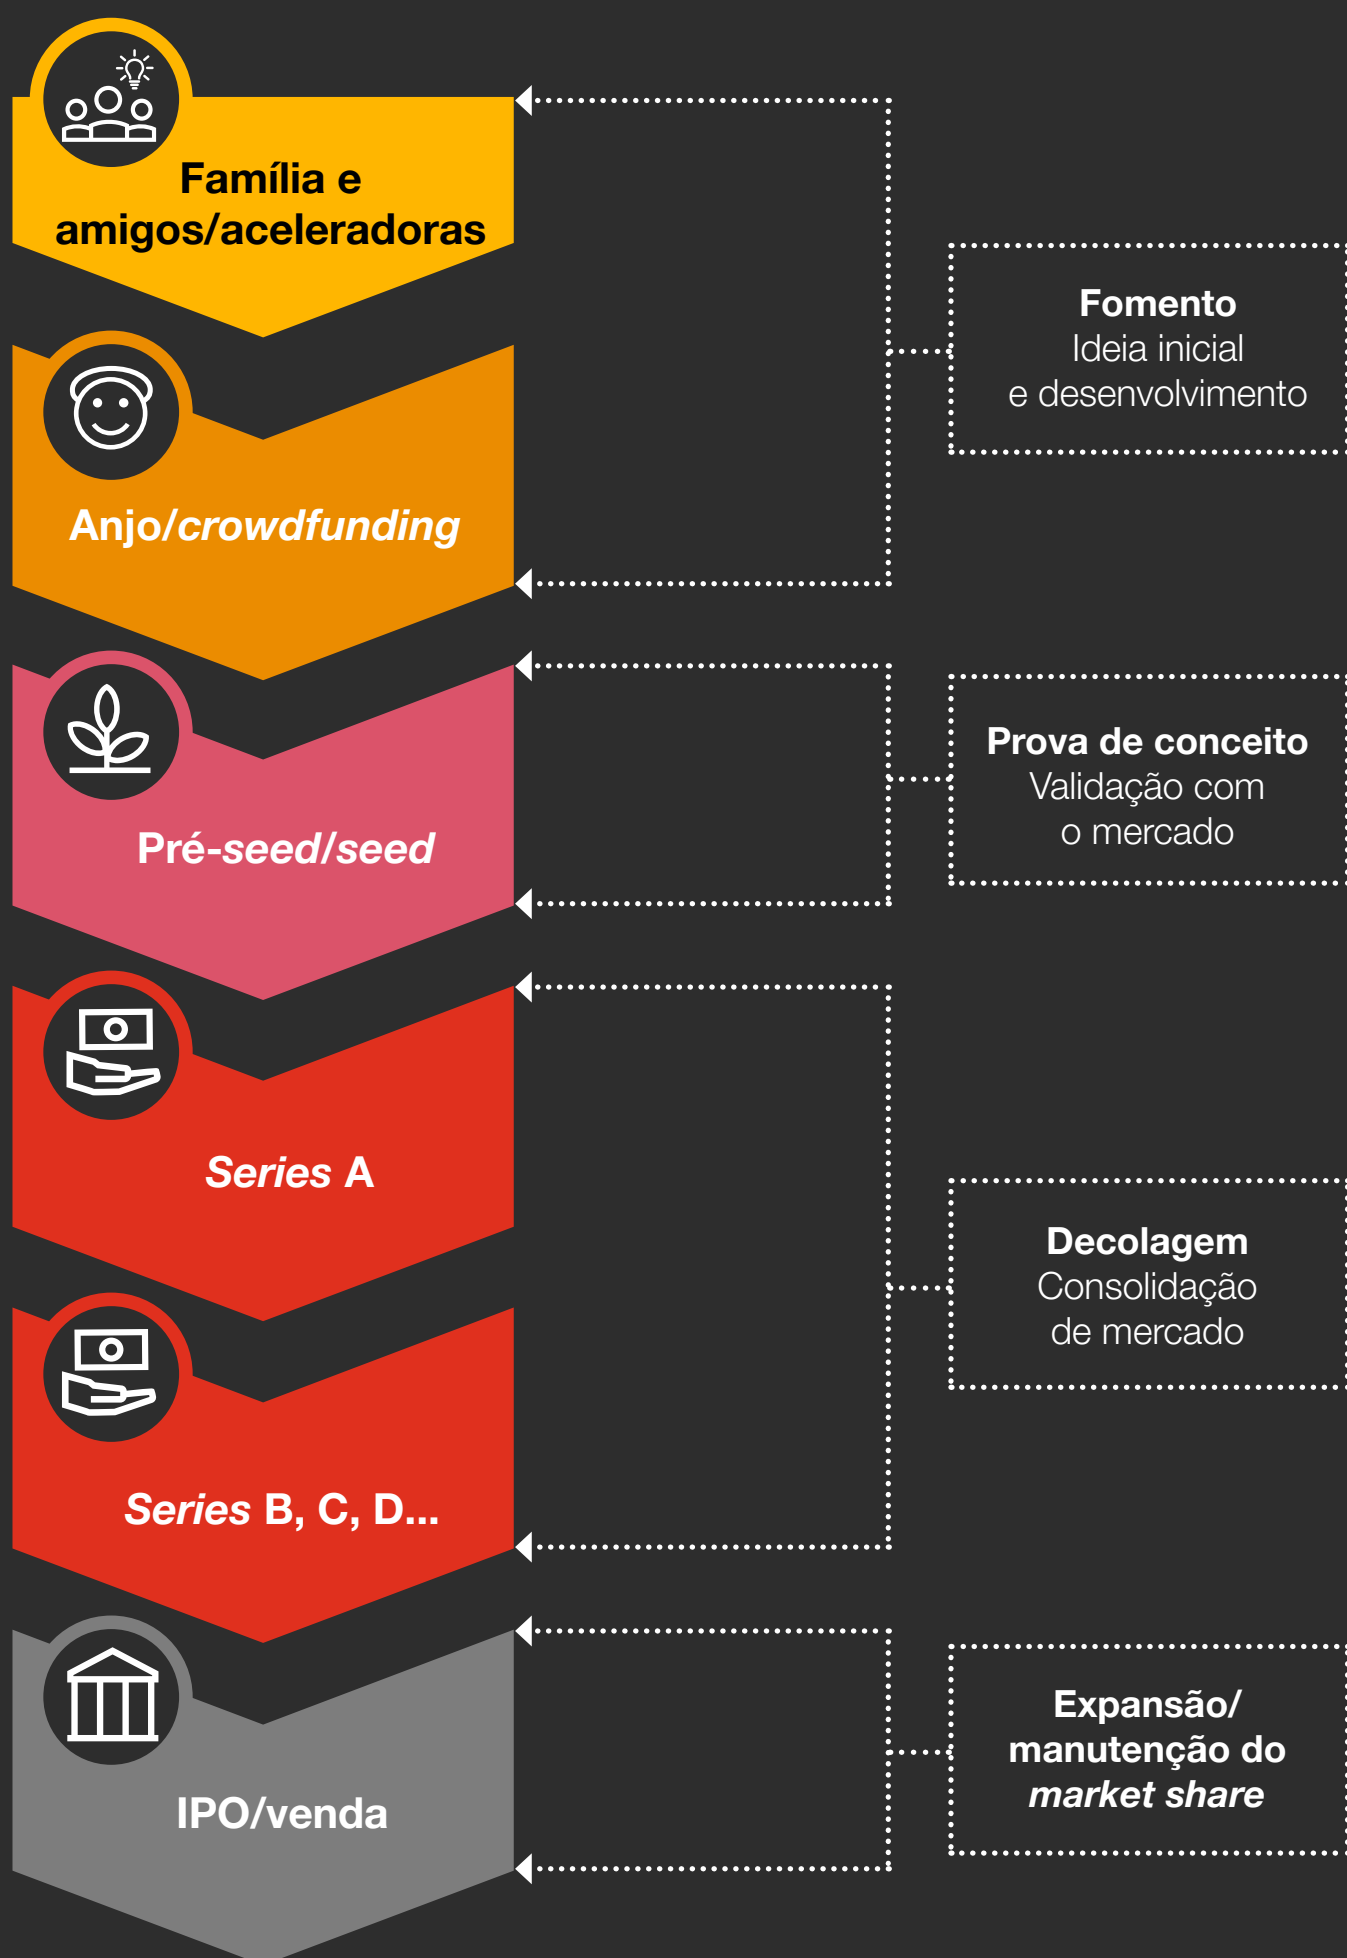 Família e
amigos/aceleradoras
Fomento
Ideia inicial
e desenvolvimento
Anjo/crowdfunding
Prova de conceito
Validação com
o mercado
Pré-seed/seed
Series A
Decolagem
Consolidação
de mercado
Series B, C, D...
Expansão/
manutenção do
market share
IPO/venda